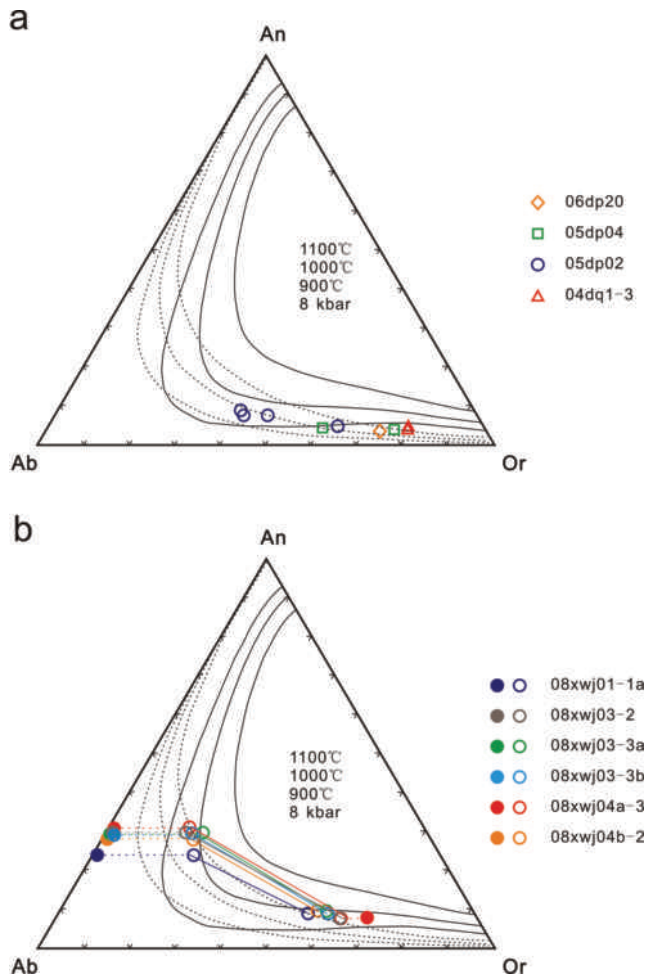 a
An
1100℃
1000℃
900℃
8 kbar
06dp20
05dp04
05dp02
04dq1-3
Ab
Or
b
An
1100℃
1000℃
900℃
8 kbar
08xwj01-1a
08xwj03-2
08xwj03-3a
08xwj03-3b
08xwj04a-3
08xwj04b-2
Ab
Or